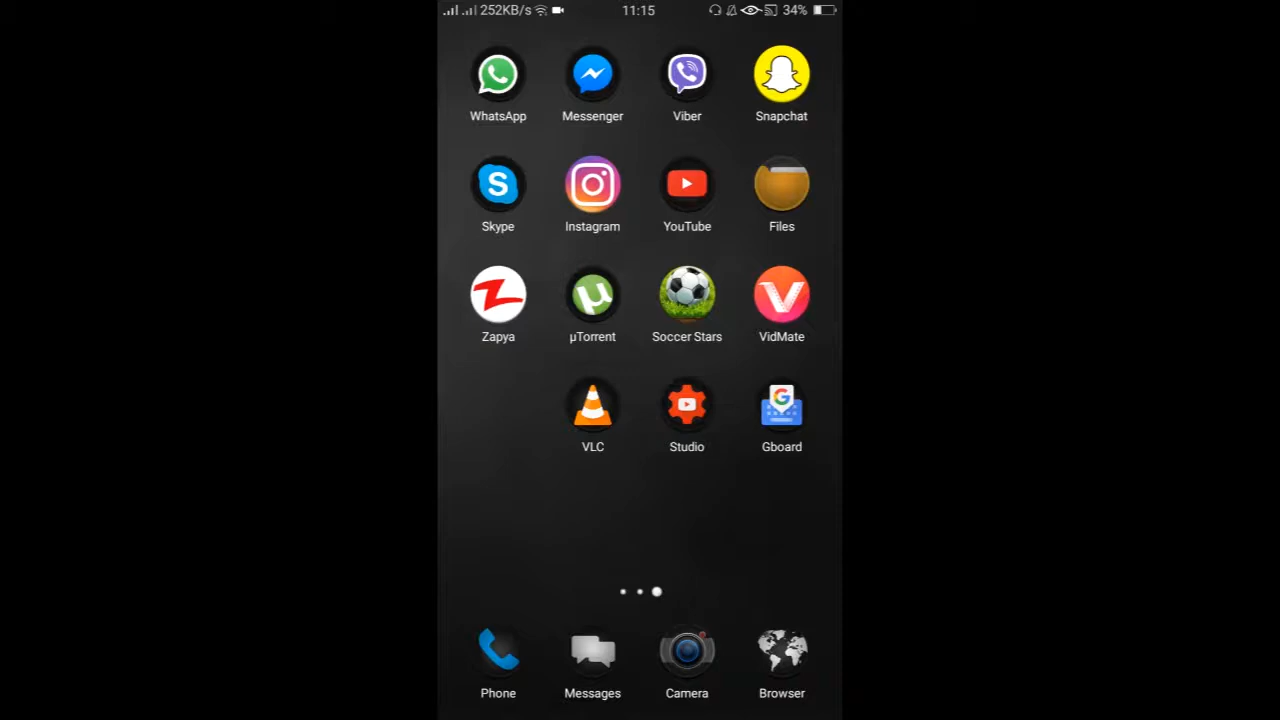 252KB/s 11:15 34%
WhatsApp Messenger Viber Snapchat
Skype Instagram YouTube Files
Zapya µTorrent Soccer Stars VidMate
VLC Studio Gboard
Phone Messages Camera Browser